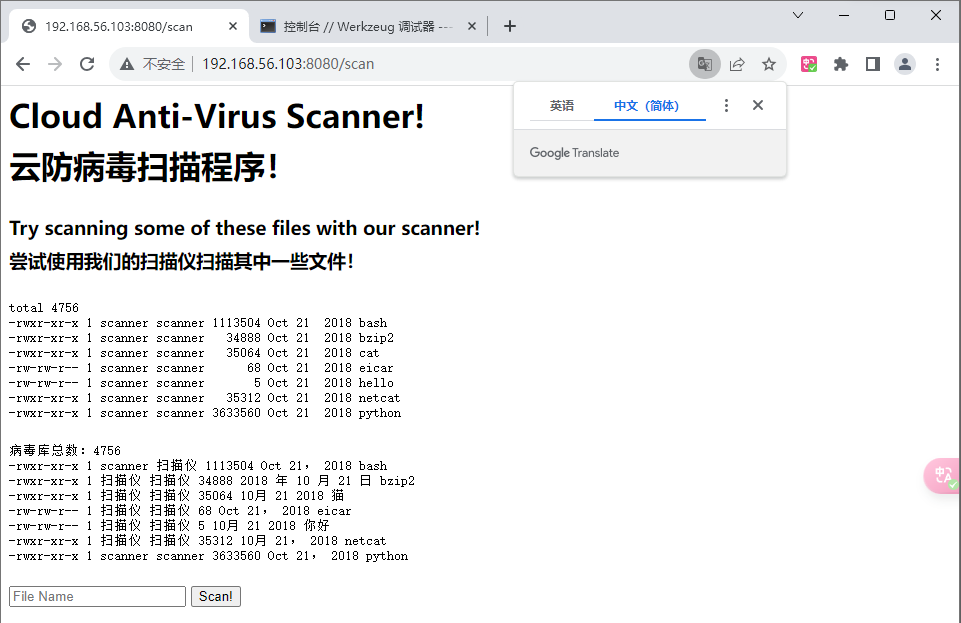 192.168.56.103:8080/scan
控制台 // Werkzeug 调试器 ---
不安全
192.168.56.103:8080/scan
英语
中文（简体）
Google Translate
Cloud Anti-Virus Scanner!
云防病毒扫描程序！
Try scanning some of these files with our scanner!
尝试使用我们的扫描仪扫描其中一些文件！
total 4756
-rwxr-xr-x 1 scanner scanner 1113504 Oct 21  2018 bash
-rwxr-xr-x 1 scanner scanner   34888 Oct 21  2018 bzip2
-rwxr-xr-x 1 scanner scanner   35064 Oct 21  2018 cat
-rw-rw-r-- 1 scanner scanner      68 Oct 21  2018 eicar
-rw-rw-r-- 1 scanner scanner       5 Oct 21  2018 hello
-rwxr-xr-x 1 scanner scanner   35312 Oct 21  2018 netcat
-rwxr-xr-x 1 scanner scanner 3633560 Oct 21  2018 python
病毒库总数：4756
-rwxr-xr-x 1 scanner 扫描仪 1113504 Oct 21， 2018 bash
-rwxr-xr-x 1 扫描仪 扫描仪 34888 2018 年 10 月 21 日 bzip2
-rwxr-xr-x 1 扫描仪 扫描仪 35064 10月 21 2018 猫
-rw-rw-r-- 1 扫描仪 扫描仪 68 Oct 21， 2018 eicar
-rw-rw-r-- 1 扫描仪 扫描仪 5 10月 21 2018 你好
-rwxr-xr-x 1 扫描仪 扫描仪 35312 10月 21， 2018 netcat
-rwxr-xr-x 1 scanner 扫描仪 3633560 Oct 21， 2018 python
File Name
Scan!